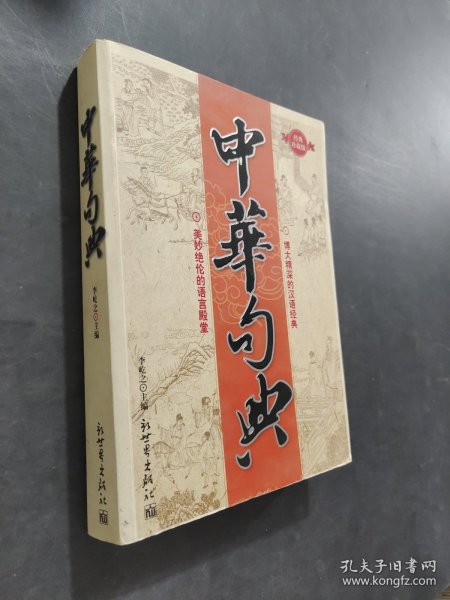 中華句典
李屹之⊙主编
新世界出版社
经典
珍藏版
中華句典
⊙博大精深的汉语经典
⊙美妙绝伦的语言殿堂
李屹之⊙主编
新世界出版社
孔夫子旧书网
www.kongfz.com